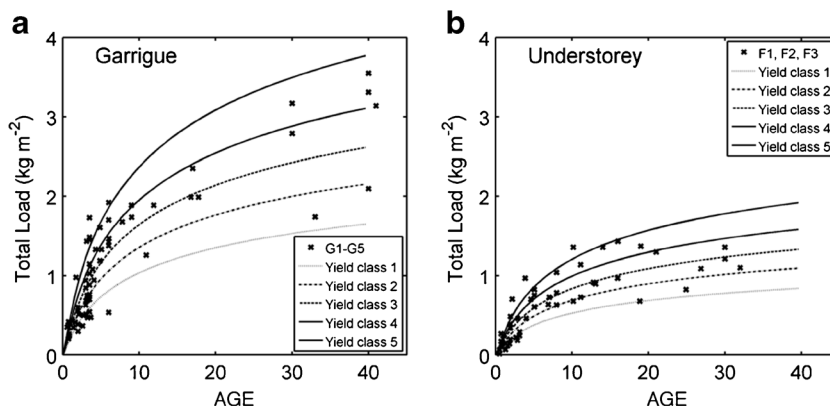 a
Garrigue
Total Load (kg m-2)
4
3
2
1
0
0
10
20
30
40
AGE
G1-G5
Yield class 1
Yield class 2
Yield class 3
Yield class 4
Yield class 5
b
Understorey
Total Load (kg m-2)
4
3
2
1
0
0
10
20
30
40
AGE
F1, F2, F3
Yield class 1
Yield class 2
Yield class 3
Yield class 4
Yield class 5